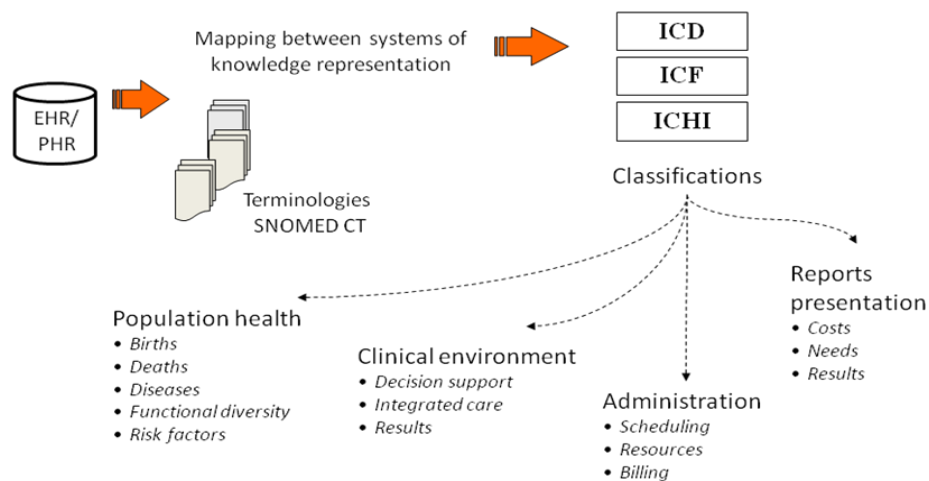 Mapping between systems of
knowledge representation
ICD
ICF
ICHI
EHR/
PHR
Terminologies
SNOMED CT
Classifications
Population health
• Births
• Deaths
• Diseases
• Functional diversity
• Risk factors
Clinical environment
• Decision support
• Integrated care
• Results
Administration
• Scheduling
• Resources
• Billing
Reports
presentation
• Costs
• Needs
• Results